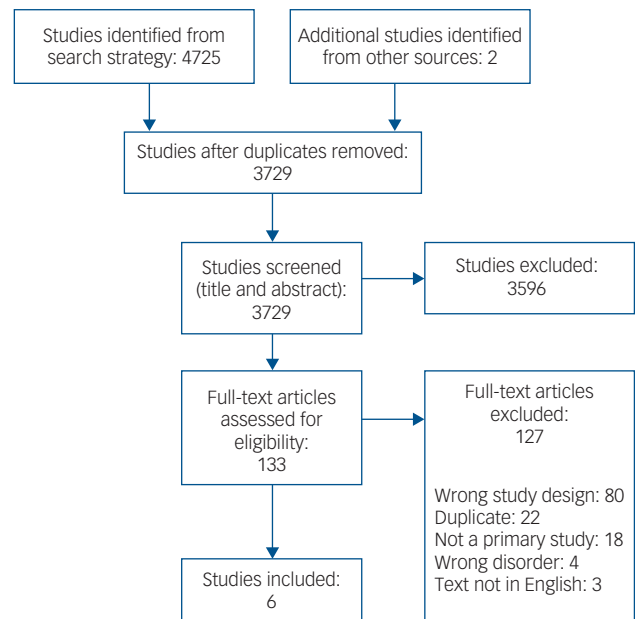 Studies identified from
search strategy: 4725
Additional studies identified
from other sources: 2
Studies after duplicates removed:
3729
Studies screened
(title and abstract):
3729
Studies excluded:
3596
Full-text articles
assessed for
eligibility:
133
Full-text articles
excluded:
127
Wrong study design: 80
Duplicate: 22
Not a primary study: 18
Wrong disorder: 4
Text not in English: 3
Studies included:
6